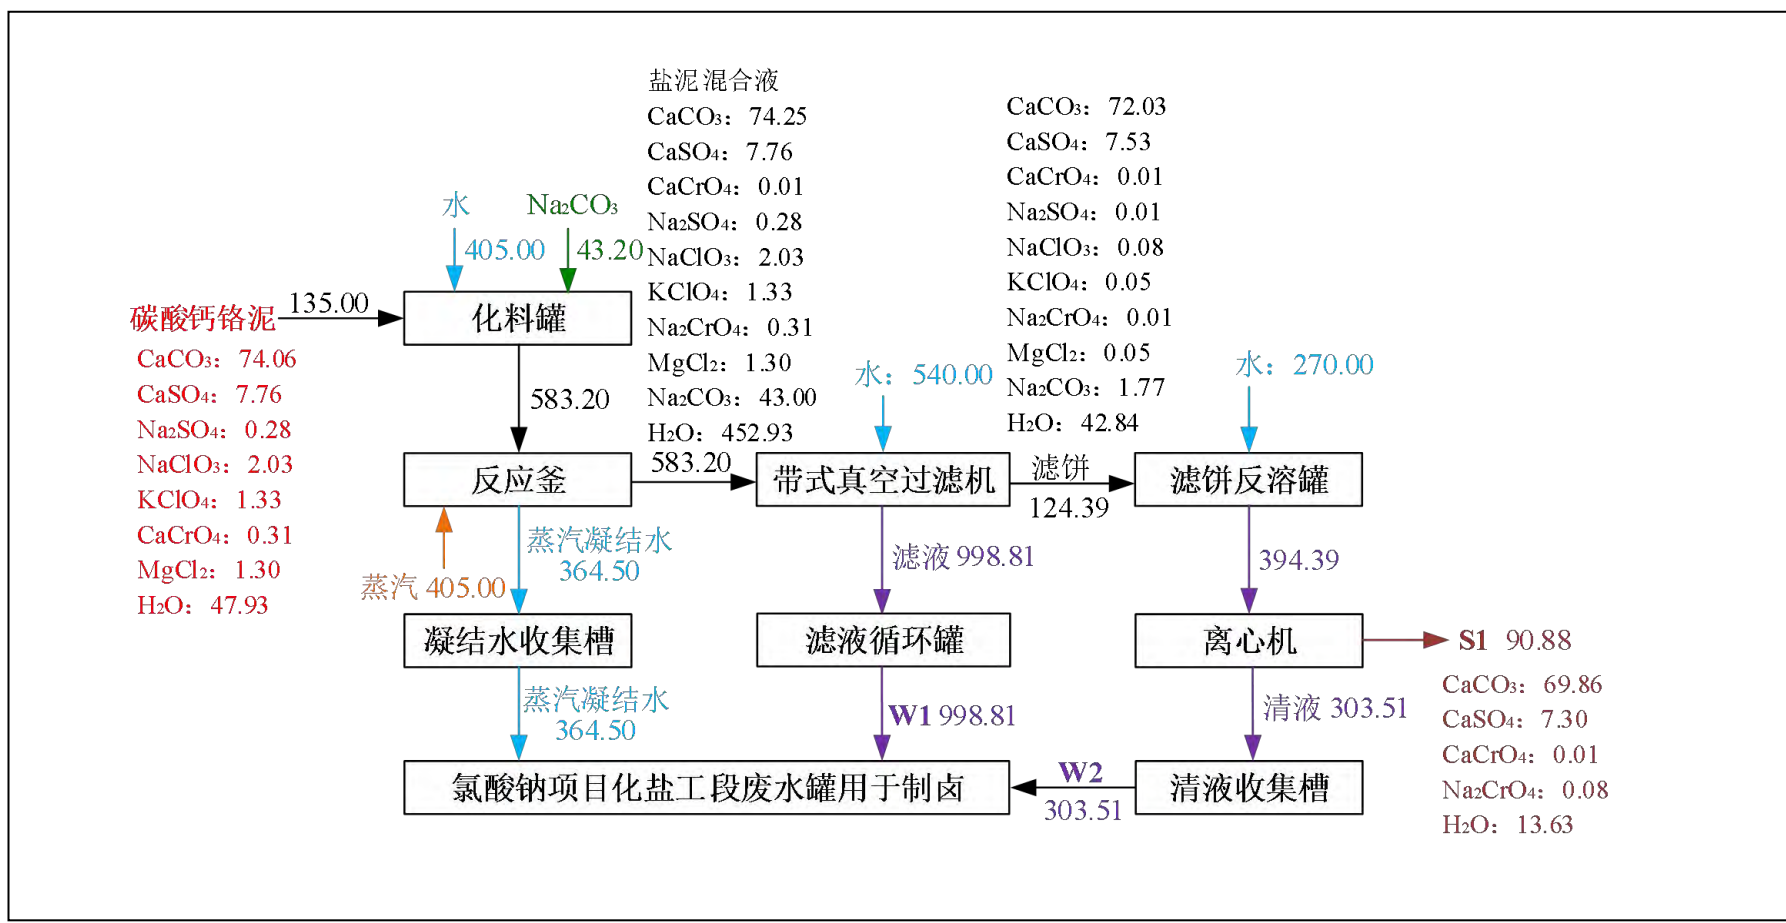 盐泥混合液
CaCO₃：74.25
CaSO₄：7.76
CaCrO₄：0.01
Na₂SO₄：0.28
NaClO₃：2.03
KClO₄：1.33
Na₂CrO₄：0.31
MgCl₂：1.30
Na₂CO₃：43.00
H₂O：452.93
583.20
CaCO₃：72.03
CaSO₄：7.53
CaCrO₄：0.01
Na₂SO₄：0.01
NaClO₃：0.08
KClO₄：0.05
Na₂CrO₄：0.01
MgCl₂：0.05
Na₂CO₃：1.77
H₂O：42.84
滤饼
124.39
水
405.00
Na₂CO₃
43.20
碳酸钙铬泥
135.00
化料罐
CaCO₃：74.06
CaSO₄：7.76
Na₂SO₄：0.28
NaClO₃：2.03
KClO₄：1.33
CaCrO₄：0.31
MgCl₂：1.30
H₂O：47.93
583.20
水：540.00
水：270.00
反应釜
带式真空过滤机
滤饼反溶罐
蒸汽 405.00
蒸汽凝结水
364.50
滤液 998.81
394.39
凝结水收集槽
滤液循环罐
离心机
S1 90.88
CaCO₃：69.86
CaSO₄：7.30
CaCrO₄：0.01
Na₂CrO₄：0.08
H₂O：13.63
蒸汽凝结水
364.50
W1 998.81
清液 303.51
氯酸钠项目化盐工段废水罐用于制卤
W2
303.51
清液收集槽